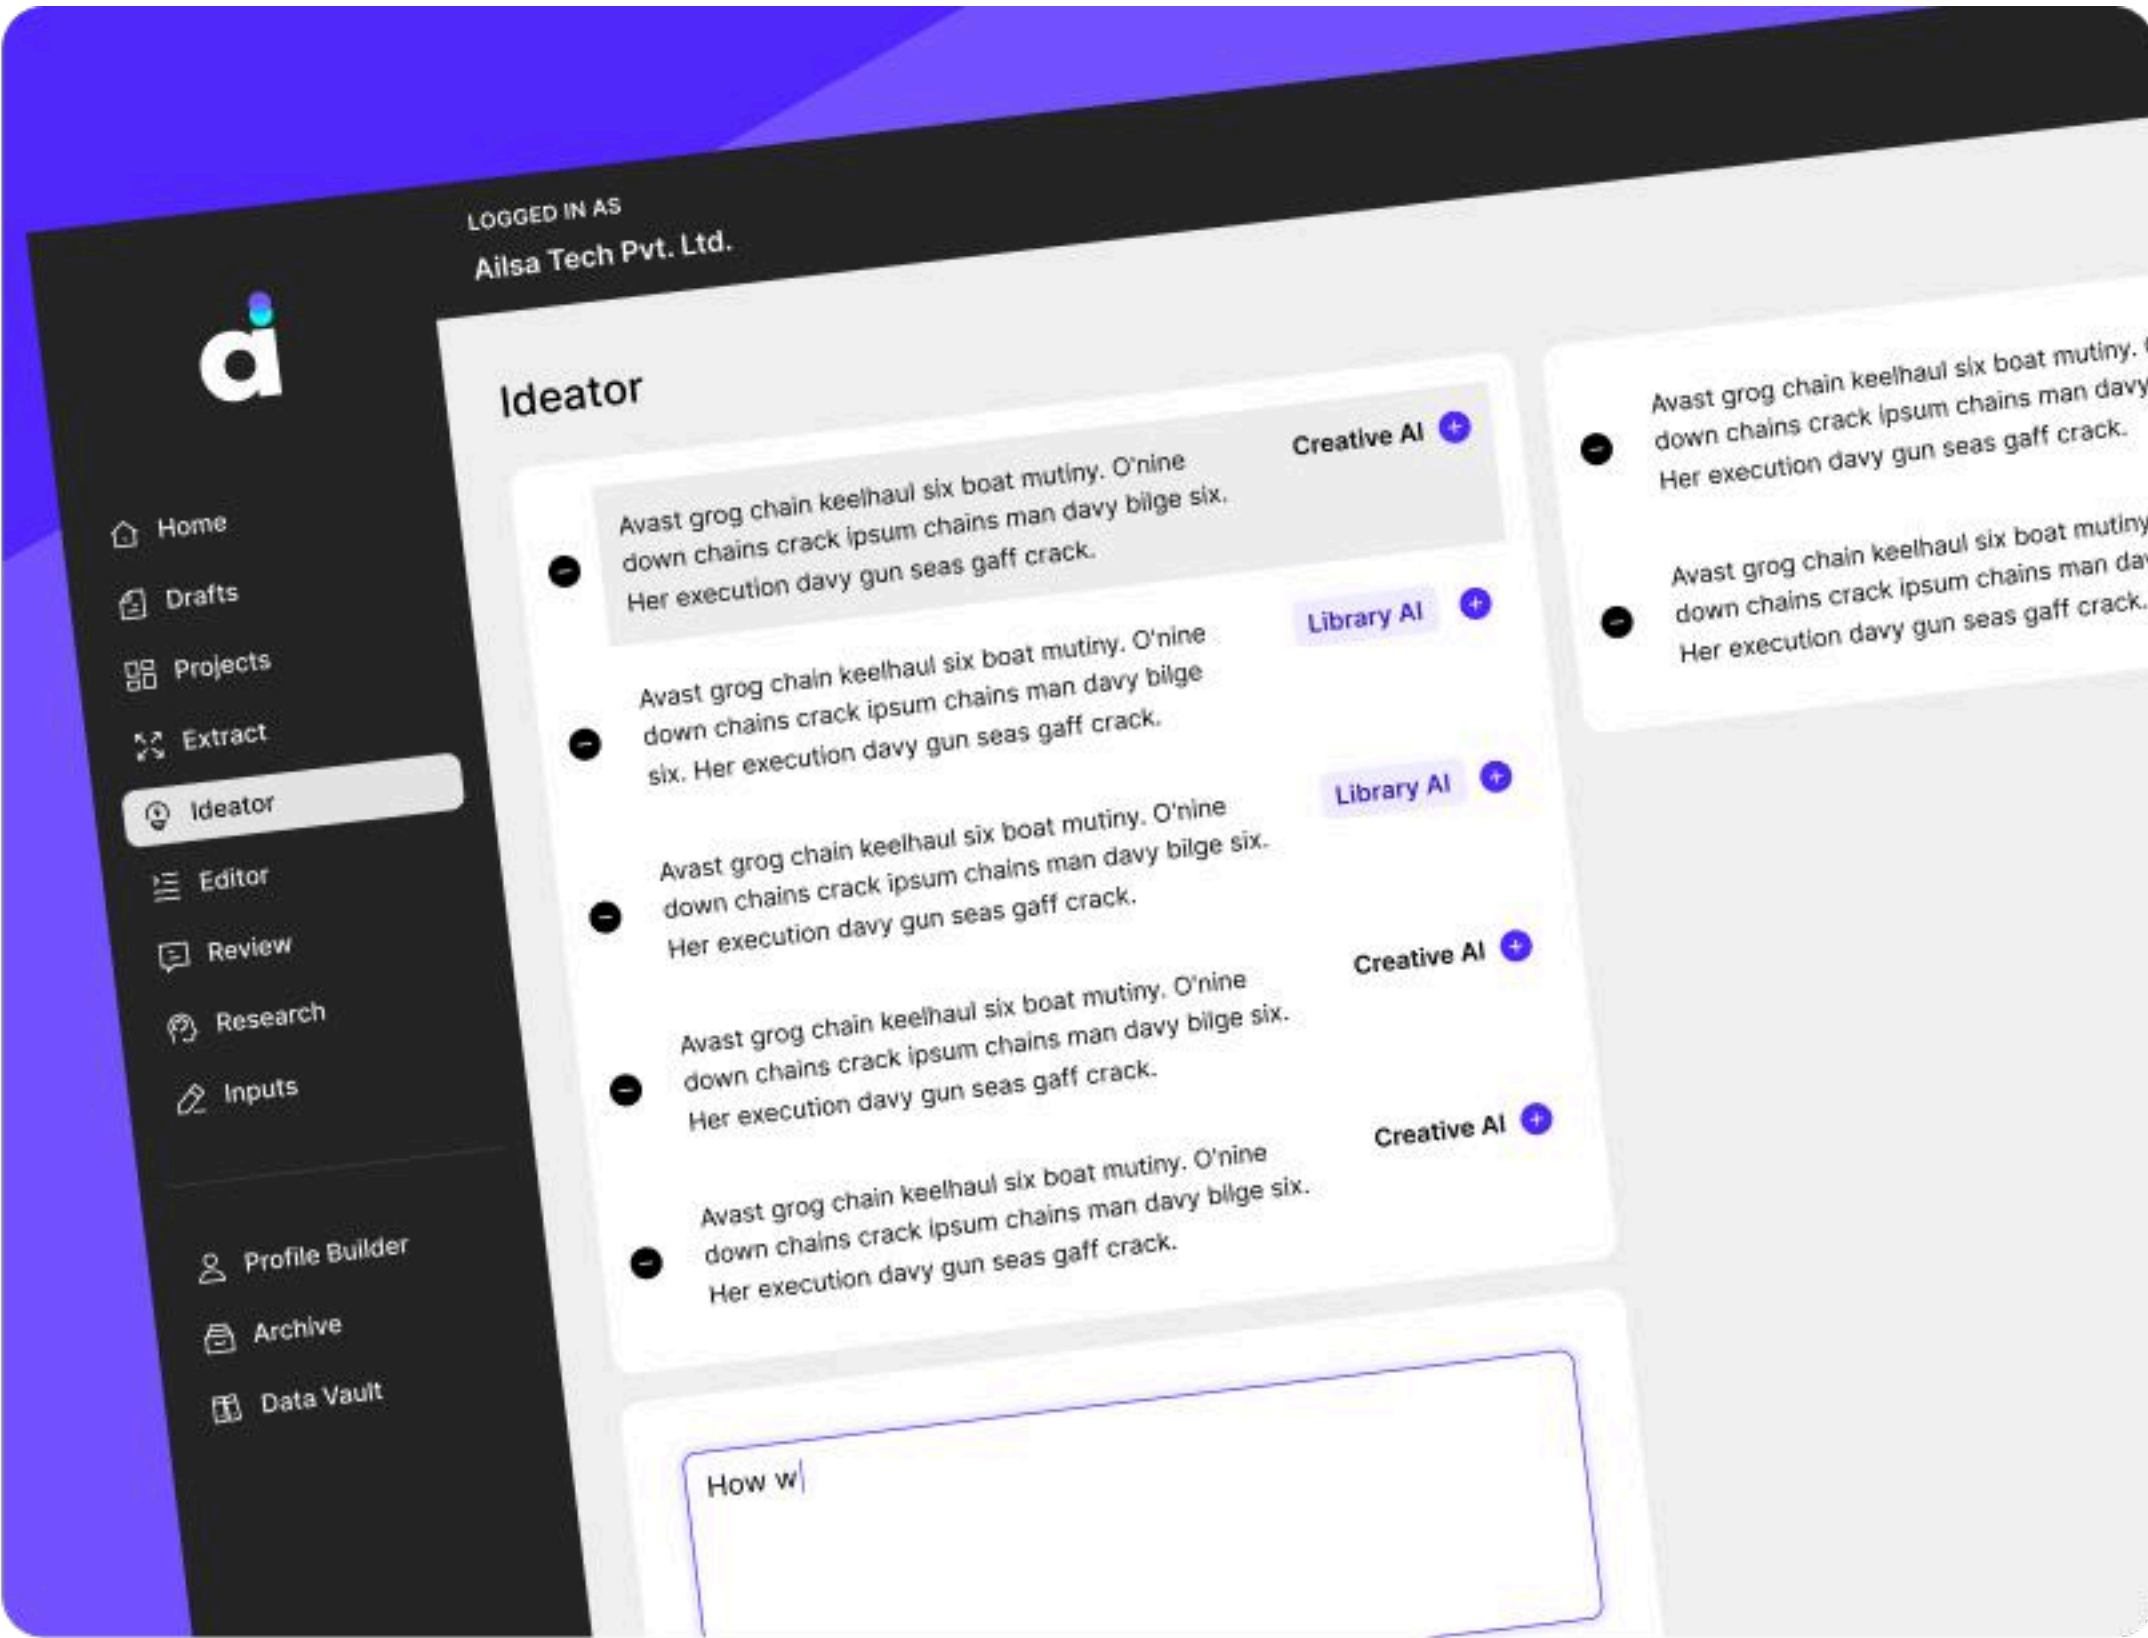 LOGGED IN AS
Ailsa Tech Pvt. Ltd.
ai
Home
Drafts
Projects
Extract
Ideator
Editor
Review
Research
Inputs
Profile Builder
Archive
Data Vault
Ideator
Avast grog chain keelhaul six boat mutiny. O'nine
down chains crack ipsum chains man davy bilge six.
Her execution davy gun seas gaff crack.
Creative AI
Avast grog chain keelhaul six boat mutiny. O'nine
down chains crack ipsum chains man davy bilge
six. Her execution davy gun seas gaff crack.
Library AI
Avast grog chain keelhaul six boat mutiny. O'nine
down chains crack ipsum chains man davy bilge six.
Her execution davy gun seas gaff crack.
Library AI
Avast grog chain keelhaul six boat mutiny. O'nine
down chains crack ipsum chains man davy bilge six.
Her execution davy gun seas gaff crack.
Creative AI
Avast grog chain keelhaul six boat mutiny. O'nine
down chains crack ipsum chains man davy bilge six.
Her execution davy gun seas gaff crack.
Creative AI
How w
Avast grog chain keelhaul six boat mutiny.
down chains crack ipsum chains man davy
Her execution davy gun seas gaff crack.
Avast grog chain keelhaul six boat mutiny
down chains crack ipsum chains man
Her execution davy gun seas gaff crack.